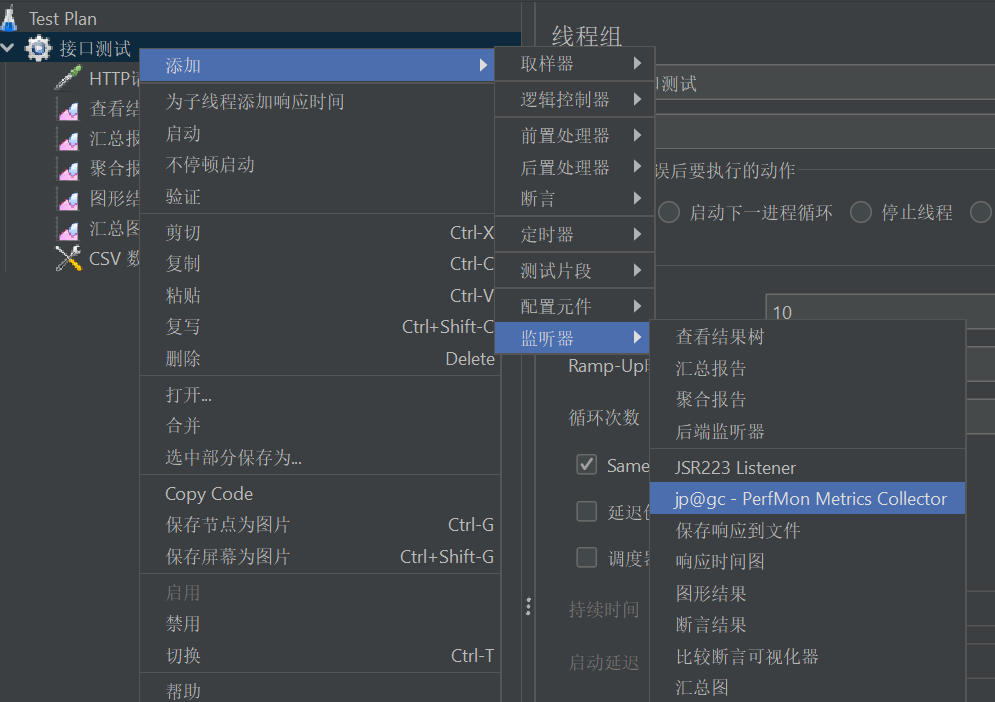 Test Plan
接口测试
HTTP
查看结
汇总报
聚合报
图形结
汇总图
CSV 数
添加
为子线程添加响应时间
启动
不停顿启动
验证
剪切 Ctrl-X
复制 Ctrl-C
粘贴 Ctrl-V
复写 Ctrl+Shift-C
删除 Delete
打开...
合并
选中部分保存为...
Copy Code
保存节点为图片 Ctrl-G
保存屏幕为图片 Ctrl+Shift-G
启用
禁用
切换 Ctrl-T
帮助
取样器
逻辑控制器
前置处理器
后置处理器
断言
定时器
测试片段
配置元件
监听器
查看结果树
汇总报告
聚合报告
后端监听器
JSR223 Listener
jp@gc - PerfMon Metrics Collector
保存响应到文件
响应时间图
图形结果
断言结果
比较断言可视化器
汇总图
线程组
测试
误后要执行的动作
启动下一进程循环 停止线程
10
Ramp-Up
循环次数
Same
延迟
调度
持续时间
启动延迟